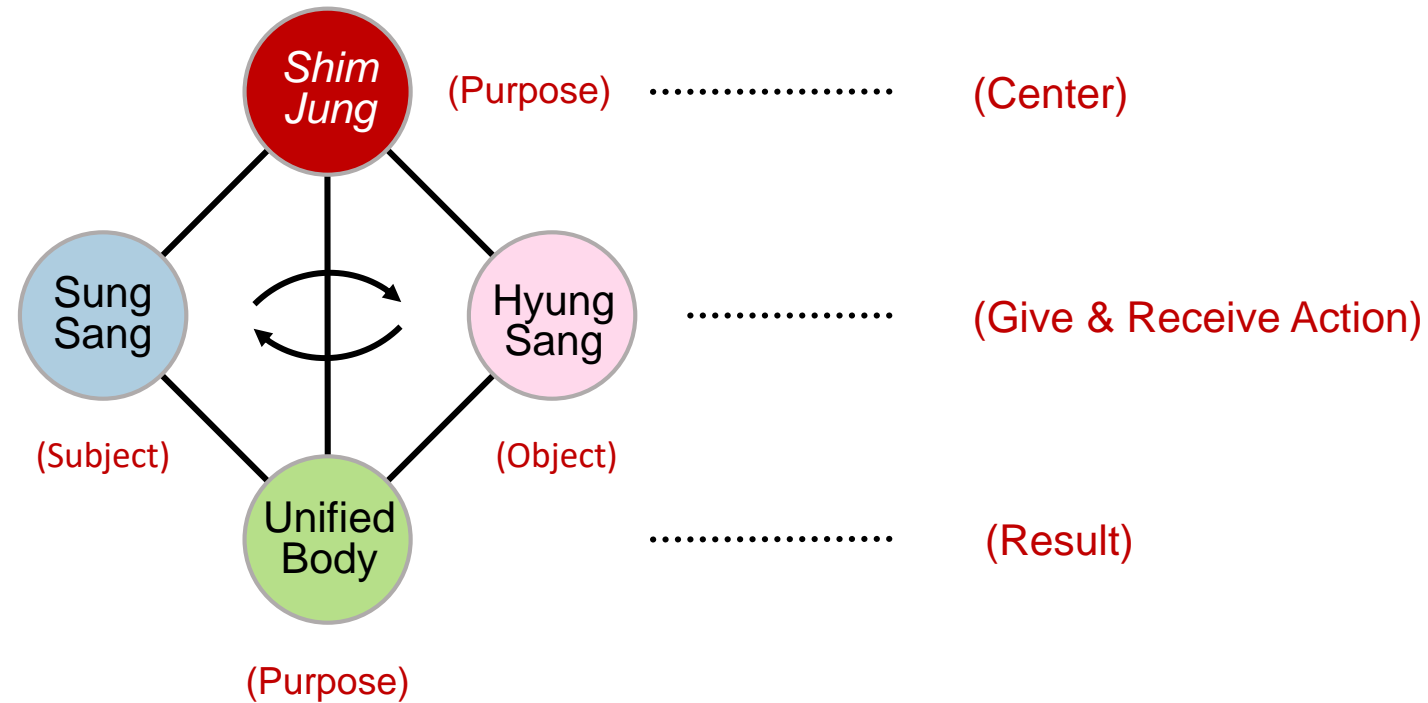 Shim
Jung
(Purpose)
(Center)
Sung
Sang
Hyung
Sang
(Give & Receive Action)
(Subject)
(Object)
Unified
Body
(Result)
(Purpose)